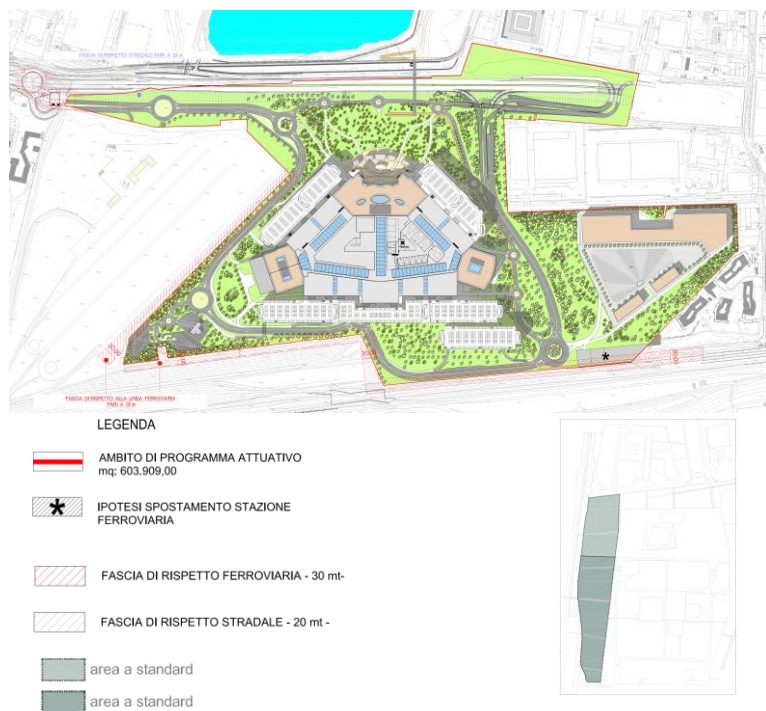 FASCIA DI RISPETTO STRADALE PARI A 20 m
FASCIA DI RISPETTO ALLA LINEA FERROVIARIA
PARI A 30 m
LEGENDA
AMBITO DI PROGRAMMA ATTUATIVO
mq: 603.909,00
IPOTESI SPOSTAMENTO STAZIONE
FERROVIARIA
FASCIA DI RISPETTO FERROVIARIA - 30 mt-
FASCIA DI RISPETTO STRADALE - 20 mt -
area a standard
area a standard